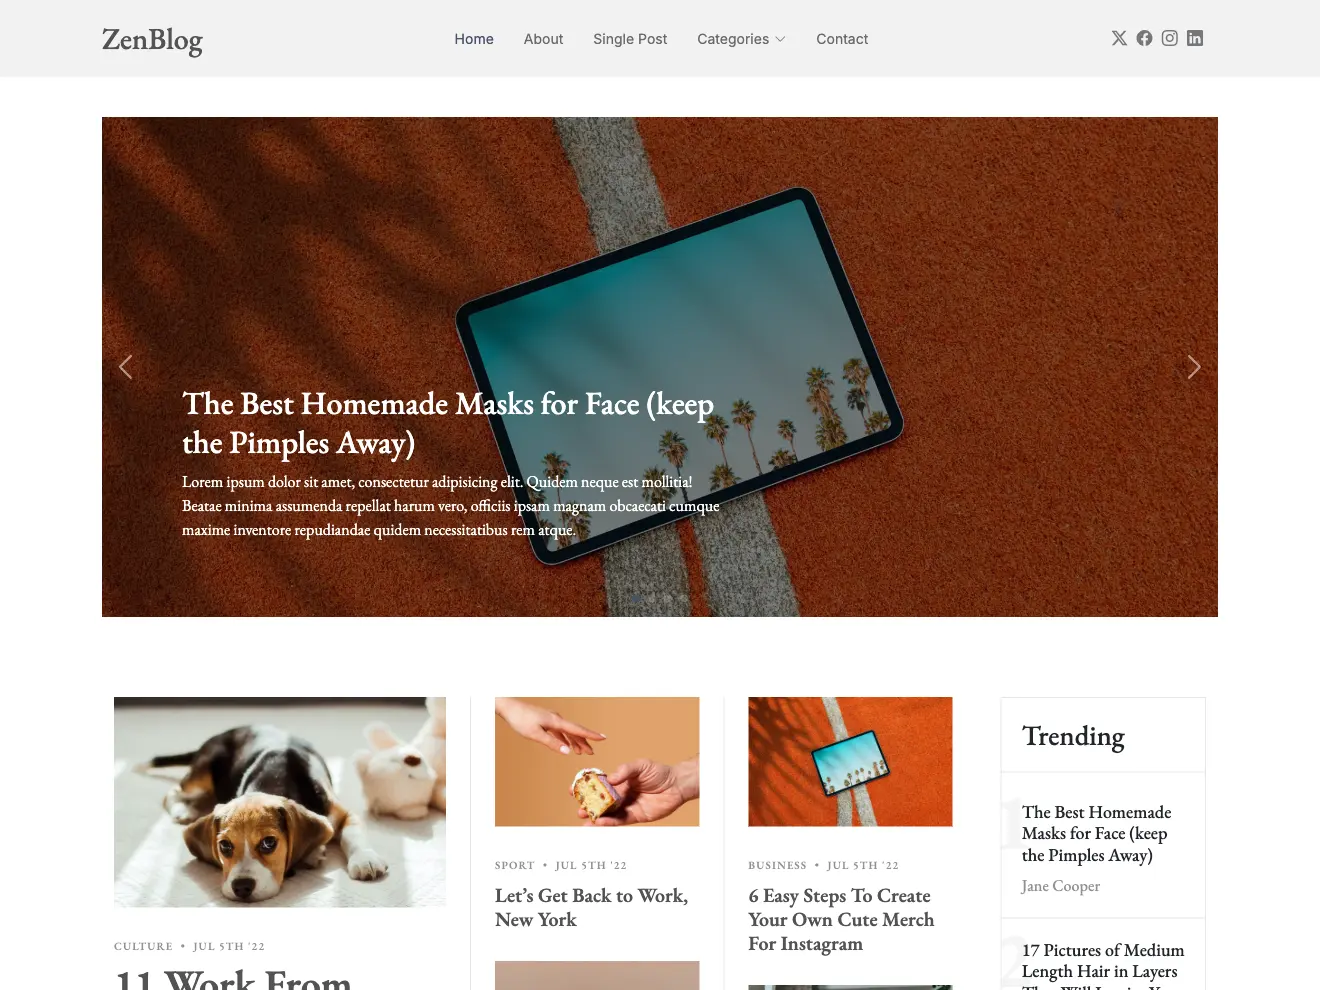 ZenBlog
Home
About
Single Post
Categories
Contact
The Best Homemade Masks for Face (keep
the Pimples Away)
Lorem ipsum dolor sit amet, consectetur adipisicing elit. Quidem neque est mollitia!
Beatae minima assumenda repellat harum vero, officiis ipsam magnam obcaecati cumque
maxime inventore repudiandae quidem necessitatibus rem atque.
CULTURE • JUL 5TH '22
11 Work From
SPORT • JUL 5TH '22
Let’s Get Back to Work,
New York
BUSINESS • JUL 5TH '22
6 Easy Steps To Create
Your Own Cute Merch
For Instagram
Trending
1
The Best Homemade
Masks for Face (keep
the Pimples Away)
Jane Cooper
2
17 Pictures of Medium
Length Hair in Layers